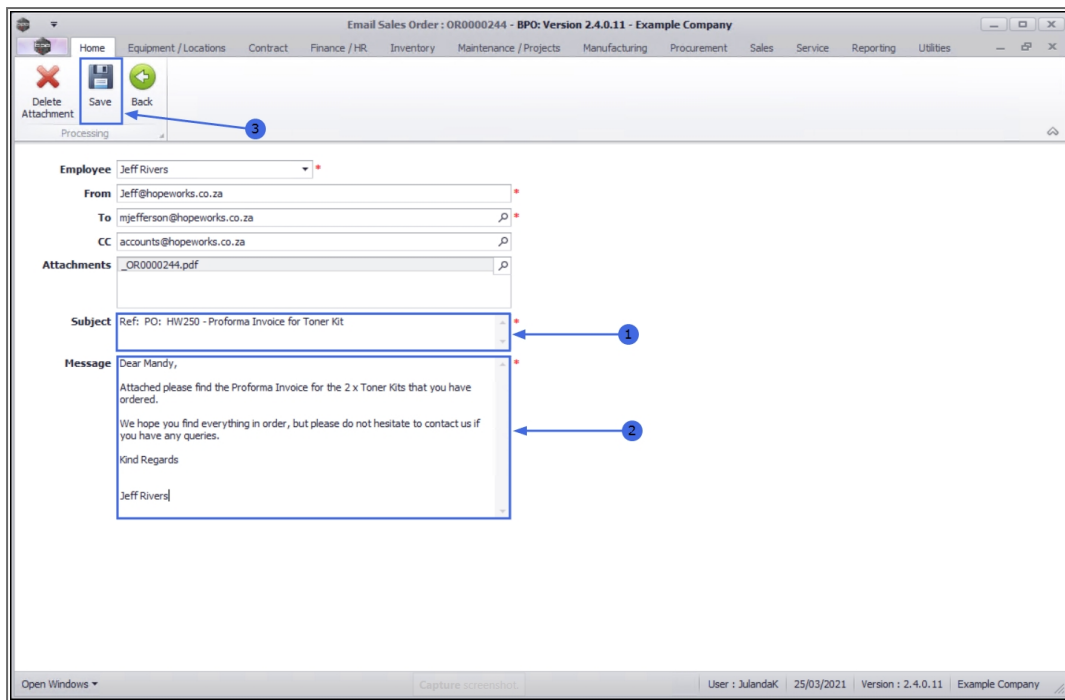 Email Sales Order : OR0000244 - BPO: Version 2.4.0.11 - Example Company
Home Equipment / Locations Contract Finance / HR Inventory Maintenance / Projects Manufacturing Procurement Sales Service Reporting Utilities
Delete Attachment Save Back
Processing
3
Employee Jeff Rivers *
From Jeff@hopeworks.co.za *
To mjefferson@hopeworks.co.za *
CC accounts@hopeworks.co.za
Attachments _OR0000244.pdf
Subject Ref: PO: HW250 - Proforma Invoice for Toner Kit *
1
Message Dear Mandy, *
Attached please find the Proforma Invoice for the 2 x Toner Kits that you have
ordered.
We hope you find everything in order, but please do not hesitate to contact us if
you have any queries.
2
Kind Regards
Jeff Rivers
Open Windows Capture screenshot. User : JulandaK 25/03/2021 Version : 2.4.0.11 Example Company